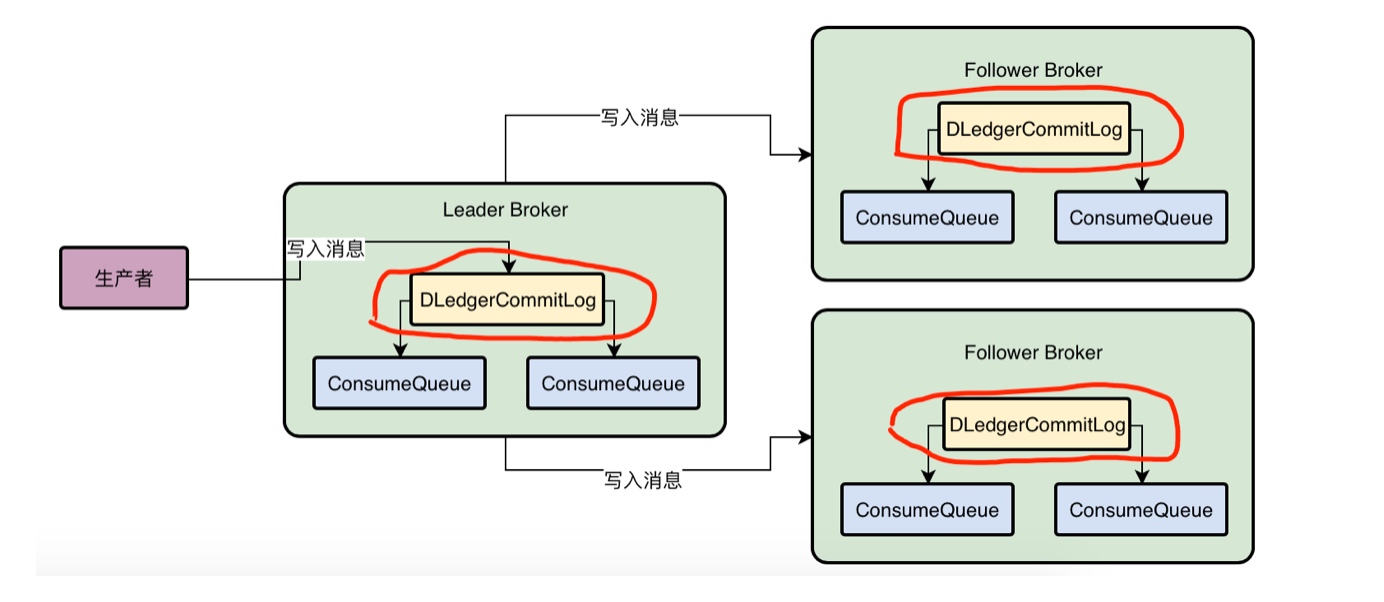 Follower Broker
DLedgerCommitLog
ConsumeQueue
ConsumeQueue
写入消息
Leader Broker
写入消息
DLedgerCommitLog
ConsumeQueue
ConsumeQueue
生产者
写入消息
Follower Broker
DLedgerCommitLog
ConsumeQueue
ConsumeQueue